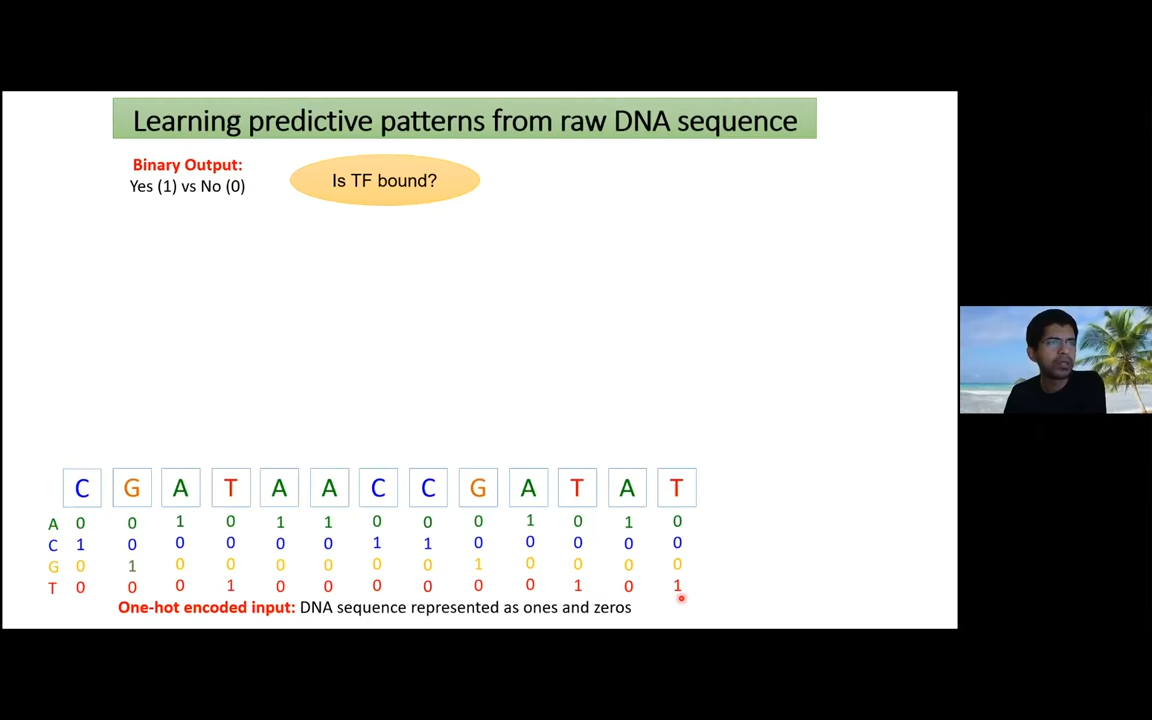 Learning predictive patterns from raw DNA sequence
Binary Output:
Yes (1) vs No (0)
Is TF bound?
C G A T A A C C G A T A T
A 0 0 1 0 1 1 0 0 0 1 0 1 0
C 1 0 0 0 0 0 1 1 0 0 0 0 0
G 0 1 0 0 0 0 0 0 1 0 0 0 0
T 0 0 0 1 0 0 0 0 0 0 1 0 1
One-hot encoded input: DNA sequence represented as ones and zeros